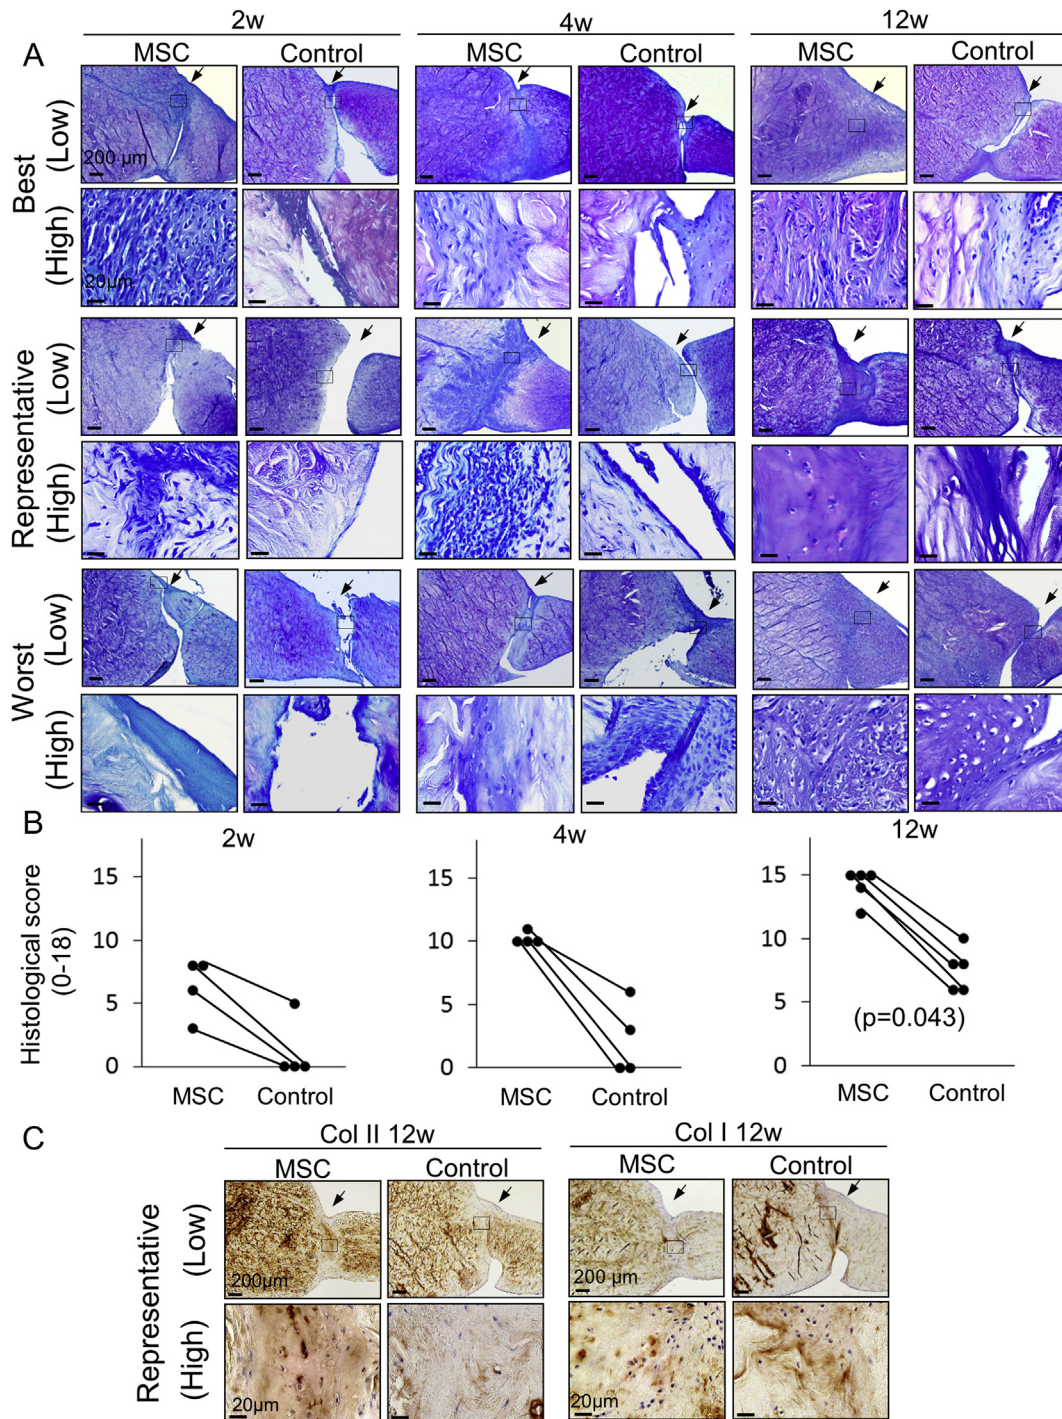 2w 4w 12w
A MSC Control MSC Control MSC Control
Best
(Low)
200 µm
(High)
20µm
Representative
(Low)
(High)
Worst
(Low)
(High)
B 2w 4w 12w
Histological score
(0-18)
15 15 15
10 10 10
5 5 5
(p=0.043)
0 0 0
MSC Control MSC Control MSC Control
C Col II 12w Col I 12w
MSC Control MSC Control
Representative
(Low)
200µm 200 µm
(High)
20µm 20µm